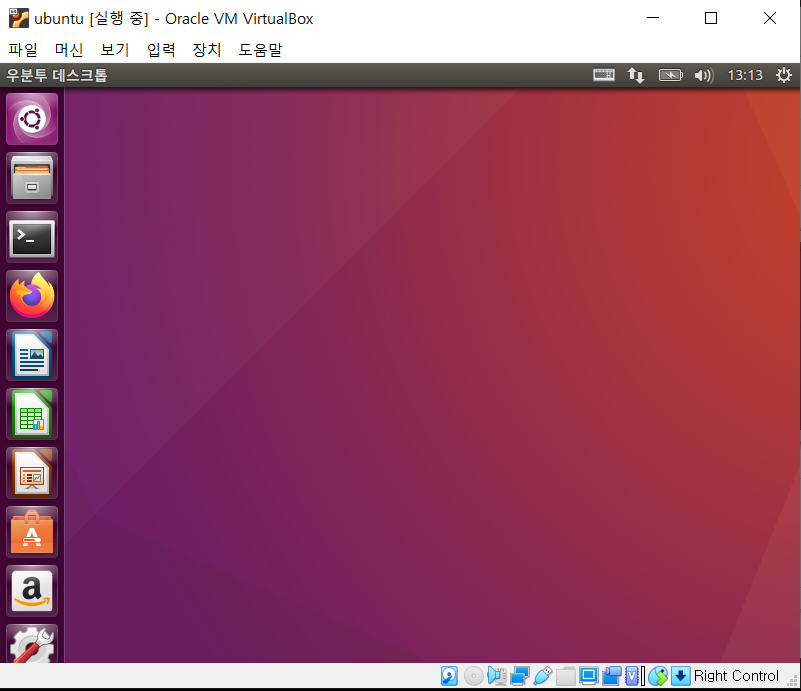 ubuntu [실행 중] - Oracle VM VirtualBox
파일 머신 보기 입력 장치 도움말
우분투 데스크톱 13:13
Right Control